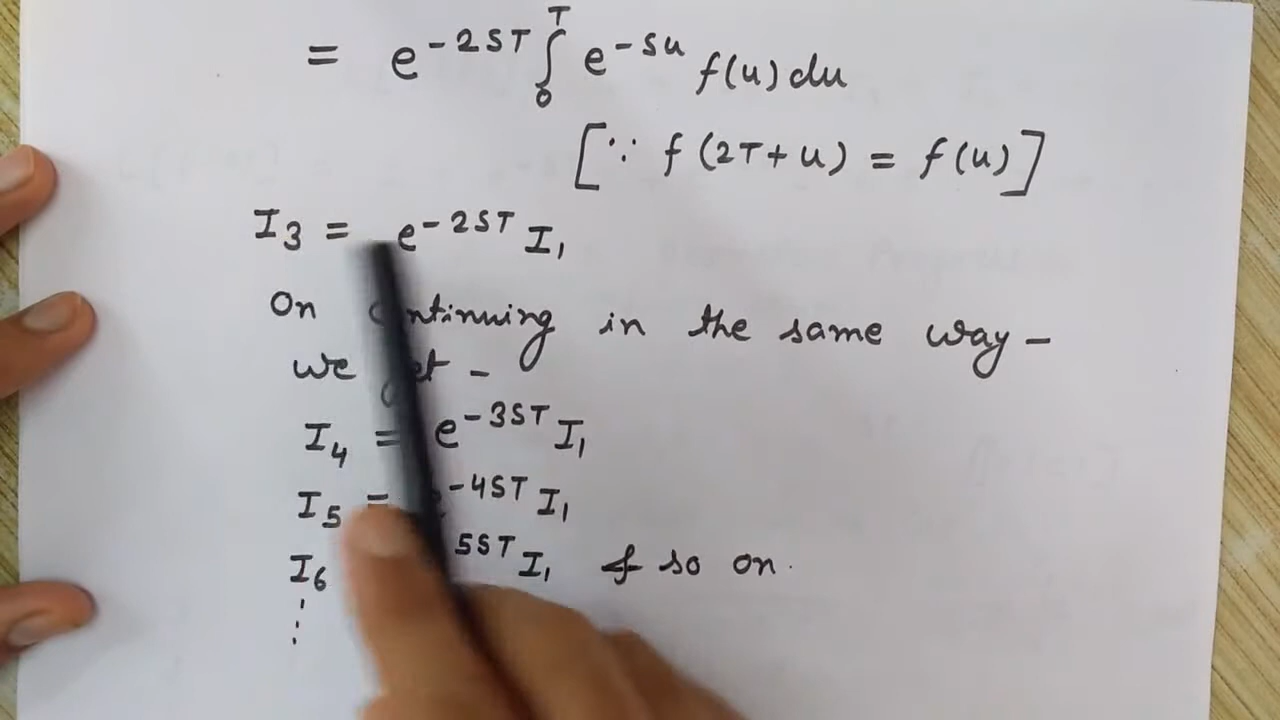 = e^{-2ST} ∫_0^T e^{-su} f(u) du
[∵ f(2T+u) = f(u)]
I_3 = e^{-2ST} I_1
On continuing in the same way -
we -
I_4 = e^{-3ST} I_1
I_5 = ^{-4ST} I_1
I_6 ^{5ST} I_1 & so on.
⋮